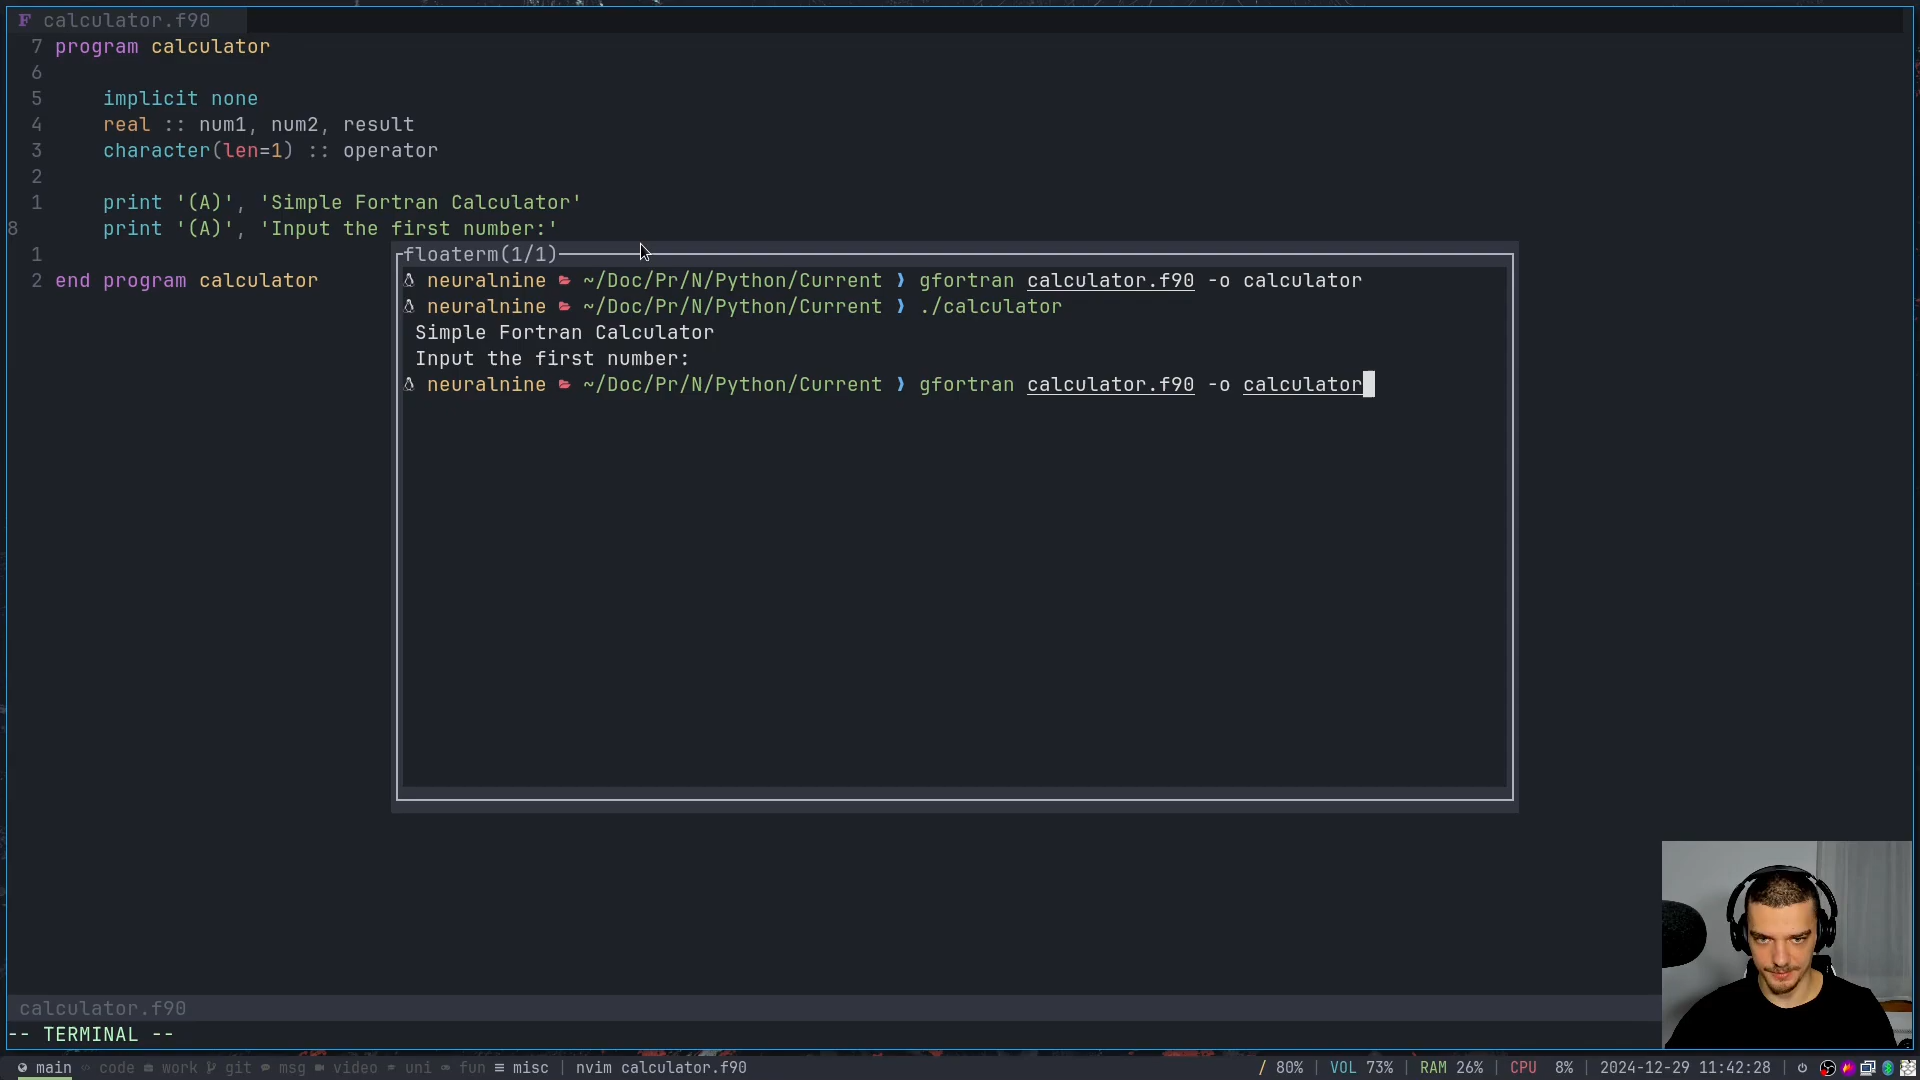 F calculator.f90
7 program calculator
6
5 implicit none
4 real :: num1, num2, result
3 character(len=1) :: operator
2
1 print '(A)', 'Simple Fortran Calculator'
8 print '(A)', 'Input the first number:'
1
2 end program calculator
floaterm(1/1)
neuralnine ~/Doc/Pr/N/Python/Current ❯ gfortran calculator.f90 -o calculator
neuralnine ~/Doc/Pr/N/Python/Current ❯ ./calculator
Simple Fortran Calculator
Input the first number:
neuralnine ~/Doc/Pr/N/Python/Current ❯ gfortran calculator.f90 -o calculator
calculator.f90
-- TERMINAL --
main code work git msg video uni fun misc | nvim calculator.f90 / 80% | VOL 73% | RAM 26% | CPU 8% | 2024-12-29 11:42:28 |